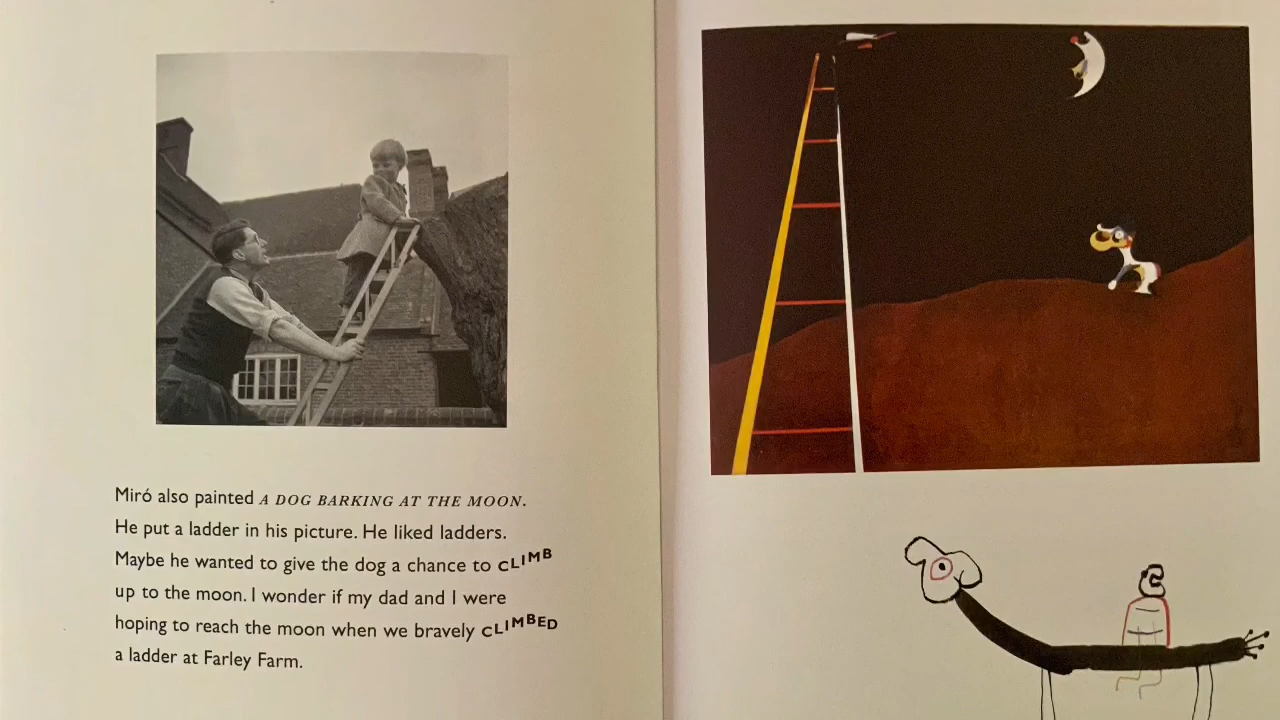 Miró also painted A DOG BARKING AT THE MOON.
He put a ladder in his picture. He liked ladders.
Maybe he wanted to give the dog a chance to CLIMB
up to the moon. I wonder if my dad and I were
hoping to reach the moon when we bravely CLIMBED
a ladder at Farley Farm.